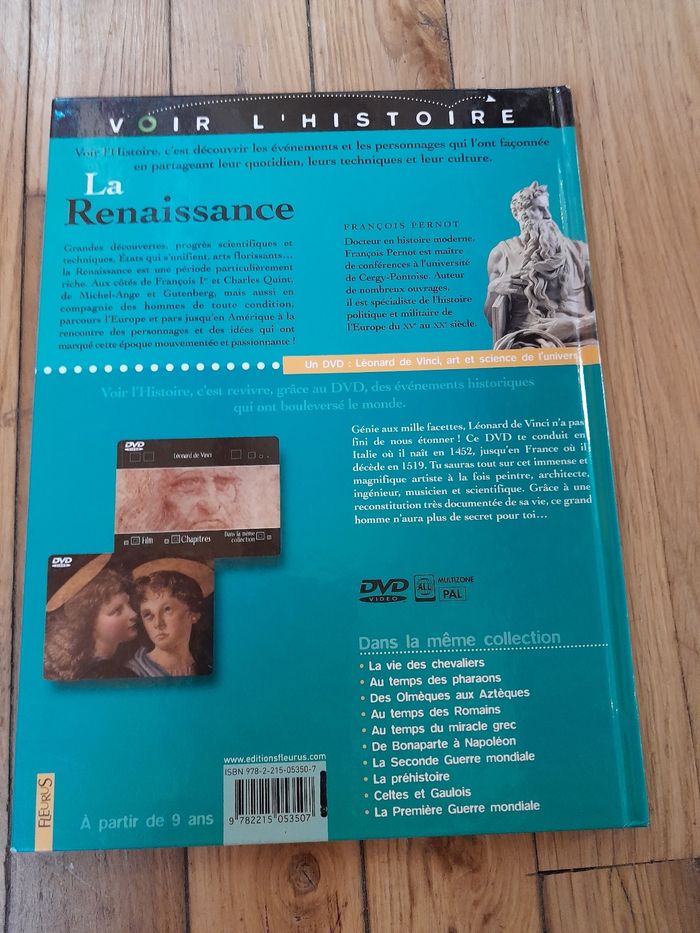 VOIR L'HISTOIRE
Voir l'Histoire, c'est découvrir les événements et les personnages qui l'ont façonnée
en partageant leur quotidien, leurs techniques et leur culture.
La
Renaissance
Grandes découvertes, progrès scientifiques et
techniques, États qui s'unifient, arts florissants...
la Renaissance est une période particulièrement
riche. Aux côtés de François Ier et Charles Quint,
de Michel-Ange et Gutenberg, mais aussi en
compagnie des hommes de toute condition,
parcours l'Europe et pars jusqu'en Amérique à la
rencontre des personnages et des idées qui ont
marqué cette époque mouvementée et passionnante !
FRANÇOIS PERNOT
Docteur en histoire moderne,
François Pernot est maître
de conférences à l'université
de Cergy-Pontoise. Auteur
de nombreux ouvrages,
il est spécialiste de l'histoire
politique et militaire de
l'Europe du XVe au XXe siècle.
Un DVD : Léonard de Vinci, art et science de l'univers
Voir l'Histoire, c'est revivre, grâce au DVD, des événements historiques
qui ont bouleversé le monde.
Génie aux mille facettes, Léonard de Vinci n'a pas
fini de nous étonner ! Ce DVD te conduit en
Italie où il naît en 1452, jusqu'en France où il
décède en 1519. Tu sauras tout sur cet immense et
magnifique artiste à la fois peintre, architecte,
ingénieur, musicien et scientifique. Grâce à une
reconstitution très documentée de sa vie, ce grand
homme n'aura plus de secret pour toi...
DVD
Léonard de Vinci
Film
Chapitres
Dans la même
collection
DVD
DVD
VIDEO
ALL
MULTIZONE
PAL
Dans la même collection
• La vie des chevaliers
• Au temps des pharaons
• Des Olmèques aux Aztèques
• Au temps des Romains
• Au temps du miracle grec
• De Bonaparte à Napoléon
• La Seconde Guerre mondiale
• La préhistoire
• Celtes et Gaulois
• La Première Guerre mondiale
www.editionsfleurus.com
ISBN 978-2-215-05350-7
9 782215 053507
FLEURUS
À partir de 9 ans